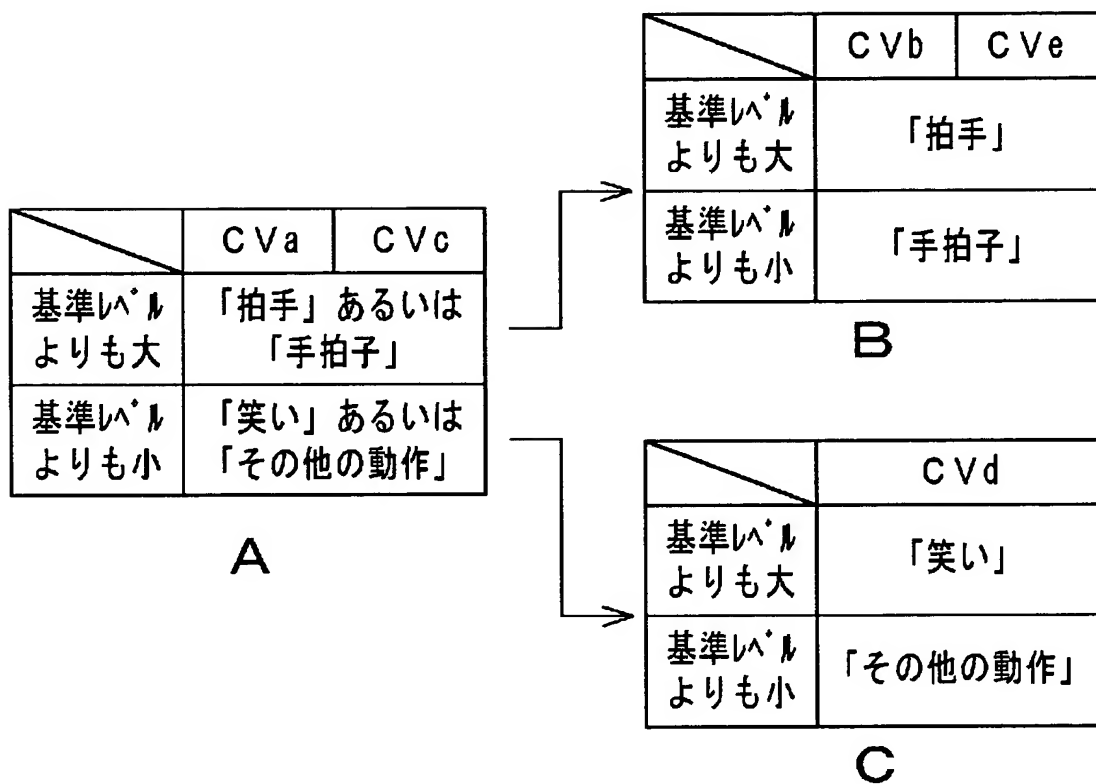 CVa CVc
基準レベル
よりも大
「拍手」あるいは
「手拍子」
基準レベル
よりも小
「笑い」あるいは
「その他の動作」
A
CVb CVe
基準レベル
よりも大
「拍手」
基準レベル
よりも小
「手拍子」
B
CVd
基準レベル
よりも大
「笑い」
基準レベル
よりも小
「その他の動作」
C